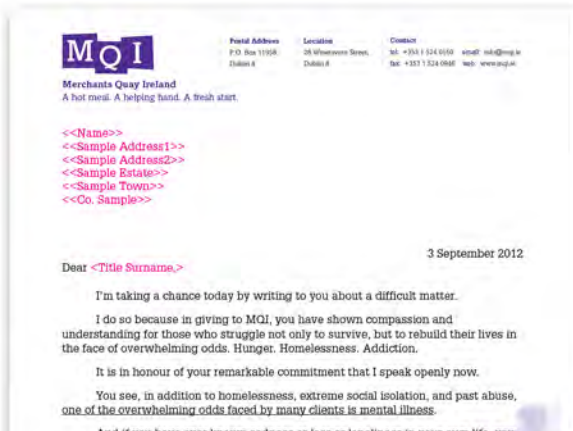 MQI
Merchants Quay Ireland
A hot meal. A helping hand. A fresh start.
Postal Address
P.O. Box 11958
Dublin 8
Location
28 Winetavern Street,
Dublin 8
Contact
tel: +353 1 524 0160 email: info@mqi.ie
fax: +353 1 524 0946 web: www.mqi.ie
<<Name>>
<<Sample Address1>>
<<Sample Address2>>
<<Sample Estate>>
<<Sample Town>>
<<Co. Sample>>
3 September 2012
Dear <Title Surname,>
I'm taking a chance today by writing to you about a difficult matter.
I do so because in giving to MQI, you have shown compassion and
understanding for those who struggle not only to survive, but to rebuild their lives in
the face of overwhelming odds. Hunger. Homelessness. Addiction.
It is in honour of your remarkable commitment that I speak openly now.
You see, in addition to homelessness, extreme social isolation, and past abuse,
one of the overwhelming odds faced by many clients is mental illness.